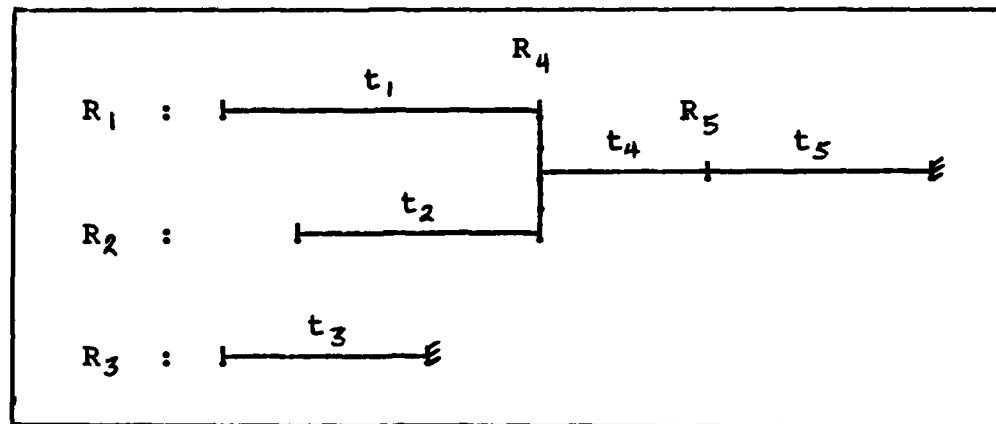 R₄
R₁ : t₁
R₅
t₄ t₅
R₂ : t₂
R₃ : t₃